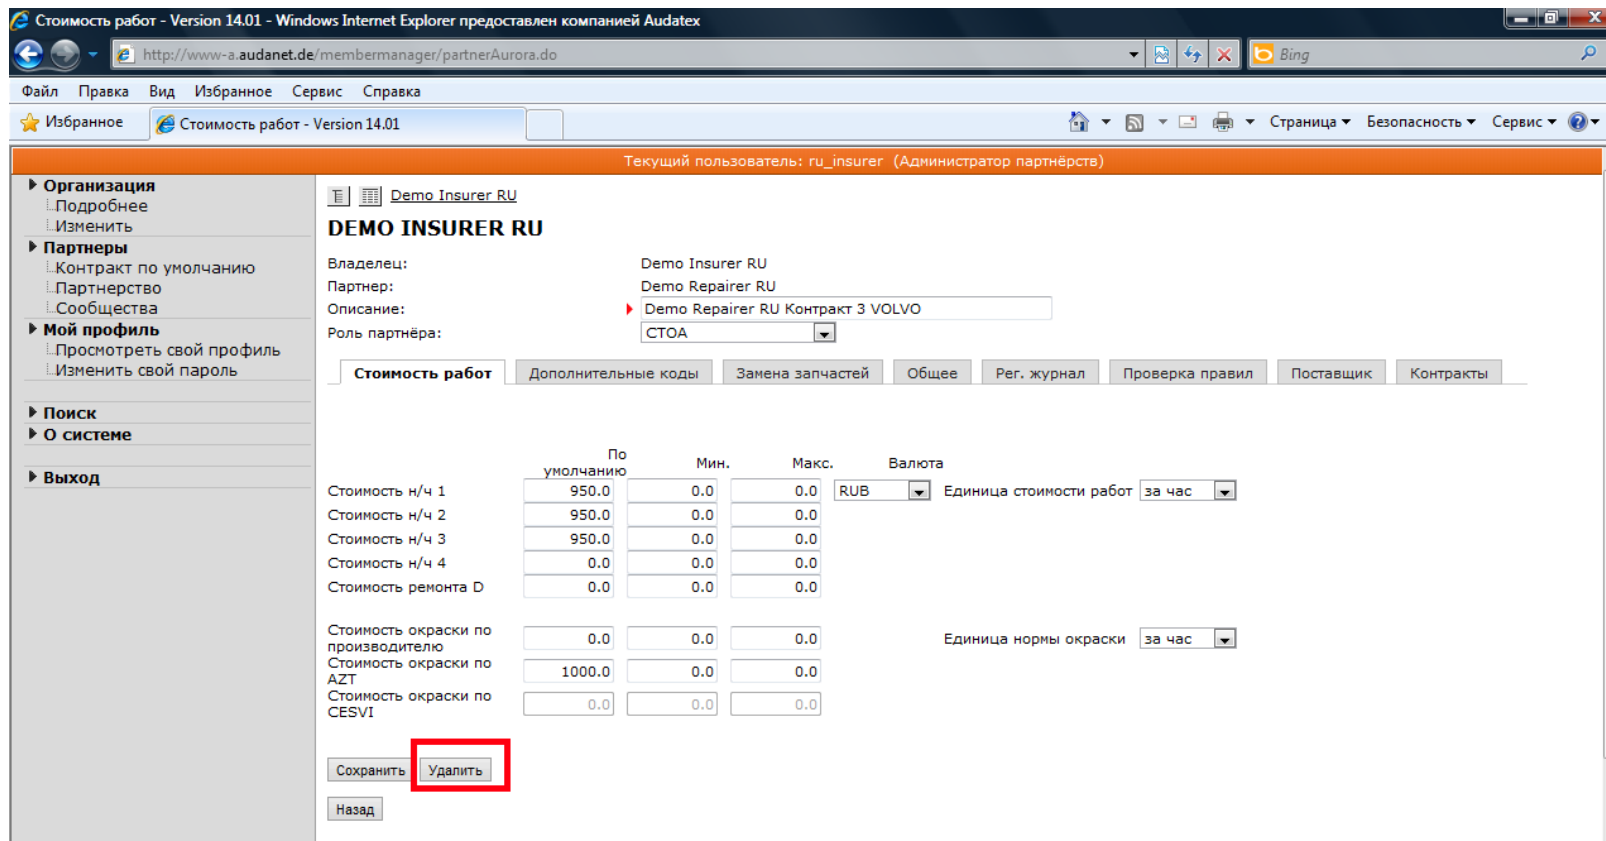 Стоимость работ - Version 14.01 - Windows Internet Explorer предоставлен компанией Audatex
http://www-a.audanet.de/membermanager/partnerAurora.do
Bing
Файл Правка Вид Избранное Сервис Справка
Избранное Стоимость работ - Version 14.01 Страница Безопасность Сервис
Текущий пользователь: ru_insurer (Администратор партнёрств)
Организация
Подробнее
Изменить
Партнеры
Контракт по умолчанию
Партнерство
Сообщества
Мой профиль
Просмотреть свой профиль
Изменить свой пароль
Поиск
О системе
Выход
Demo Insurer RU
DEMO INSURER RU
Владелец: Demo Insurer RU
Партнер: Demo Repairer RU
Описание: Demo Repairer RU Контракт 3 VOLVO
Роль партнёра: СТОА
Стоимость работ Дополнительные коды Замена запчастей Общее Рег. журнал Проверка правил Поставщик Контракты
По умолчанию Мин. Макс. Валюта
Стоимость н/ч 1 950.0 0.0 0.0 RUB Единица стоимости работ за час
Стоимость н/ч 2 950.0 0.0 0.0
Стоимость н/ч 3 950.0 0.0 0.0
Стоимость н/ч 4 0.0 0.0 0.0
Стоимость ремонта D 0.0 0.0 0.0
Стоимость окраски по производителю 0.0 0.0 0.0 Единица нормы окраски за час
Стоимость окраски по AZT 1000.0 0.0 0.0
Стоимость окраски по CESVI 0.0 0.0 0.0
Сохранить Удалить
Назад